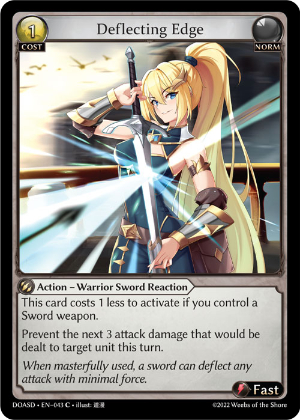 1
Deflecting Edge
COST
NORM
Action – Warrior Sword Reaction
This card costs 1 less to activate if you control a
Sword weapon.
Prevent the next 3 attack damage that would be
dealt to target unit this turn.
When masterfully used, a sword can deflect any
attack with minimal force.
Fast
DOASD • EN-043 C • illust:
©2022 Weebs of the Shore